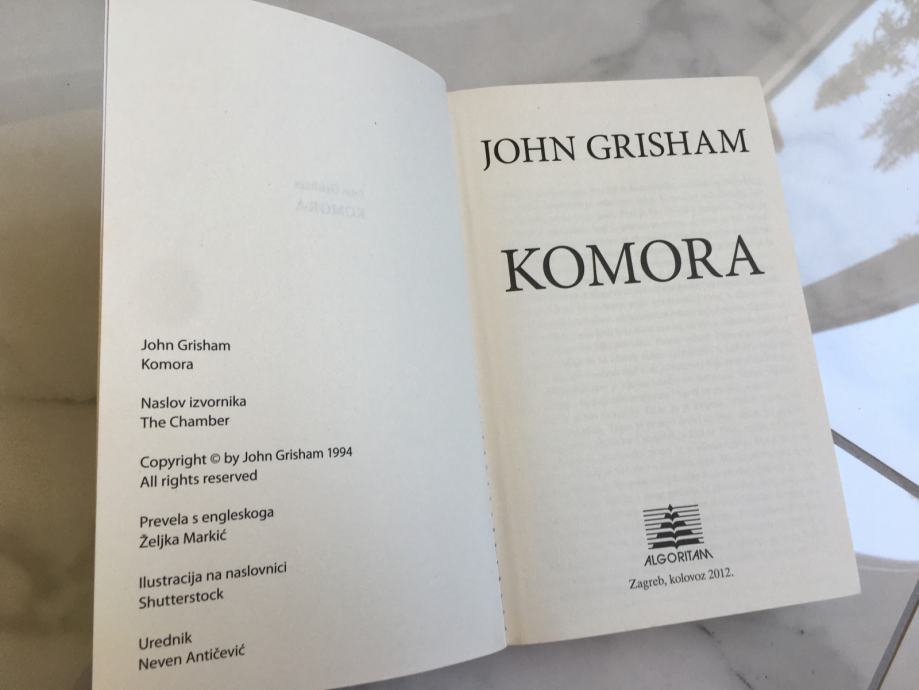 John Grisham
Komora
Naslov izvornika
The Chamber
Copyright © by John Grisham 1994
All rights reserved
Prevela s engleskoga
Željka Markić
Ilustracija na naslovnici
Shutterstock
Urednik
Neven Antičević
JOHN GRISHAM
KOMORA
ALGORITAM
Zagreb, kolovoz 2012.